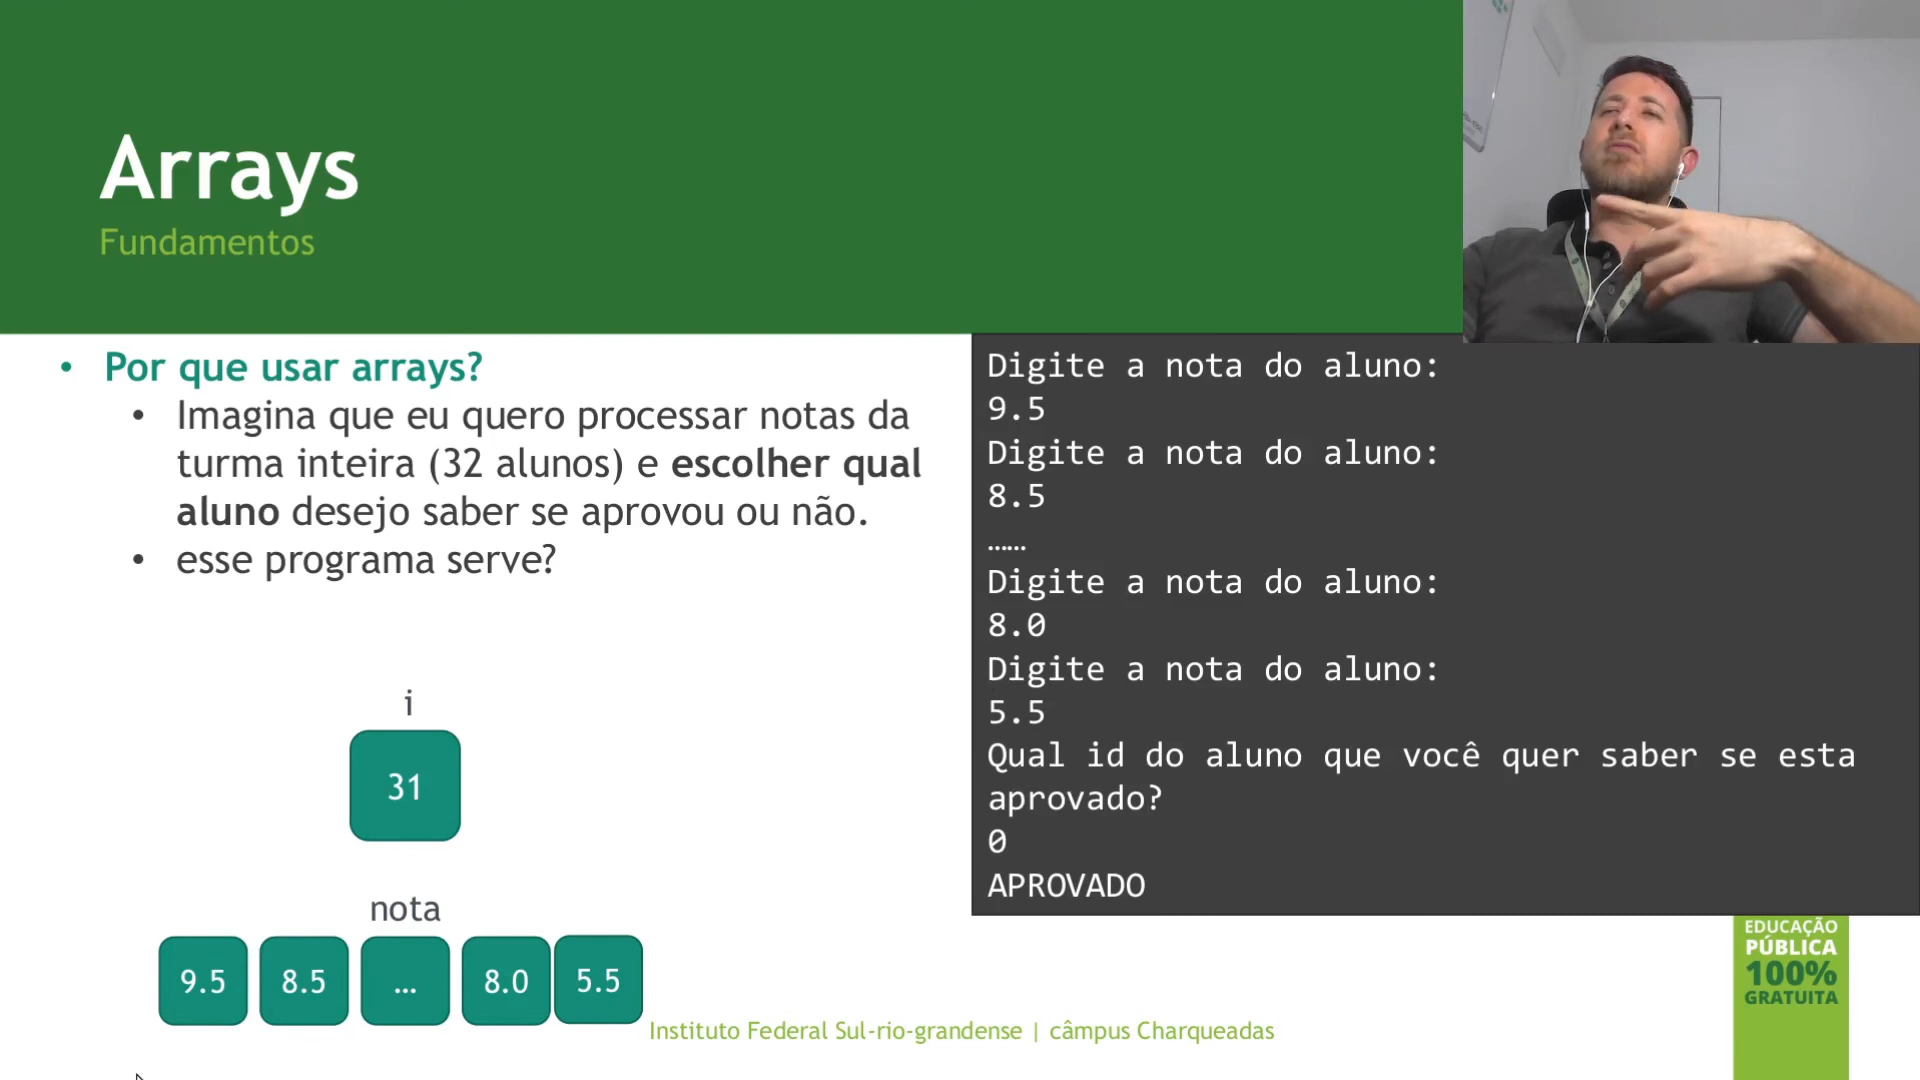 Arrays
Fundamentos
• Por que usar arrays?
• Imagina que eu quero processar notas da
turma inteira (32 alunos) e escolher qual
aluno desejo saber se aprovou ou não.
• esse programa serve?
i
31
nota
9.5 8.5 ... 8.0 5.5
Digite a nota do aluno:
9.5
Digite a nota do aluno:
8.5
……
Digite a nota do aluno:
8.0
Digite a nota do aluno:
5.5
Qual id do aluno que você quer saber se esta
aprovado?
0
APROVADO
EDUCAÇÃO
PÚBLICA
100%
GRATUITA
Instituto Federal Sul-rio-grandense | câmpus Charqueadas